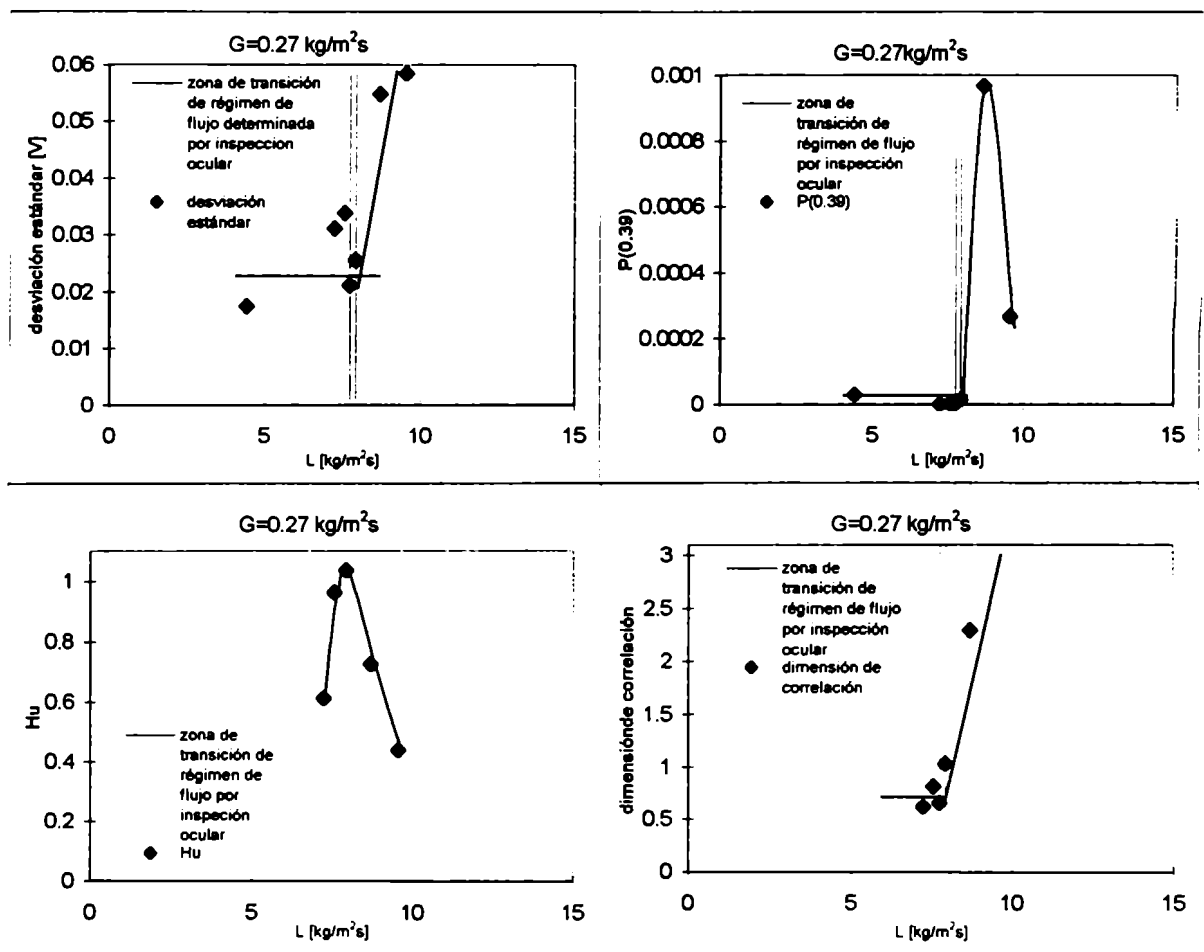 G=0.27 kg/m²s
0.06
0.05
0.04
0.03
0.02
0.01
0
desviación estándar [V]
zona de transición
de régimen de
flujo determinada
por inspeccion
ocular
desviación
estándar
0
5
10
15
L [kg/m²s]
G=0.27kg/m²s
0.001
0.0008
0.0006
0.0004
0.0002
0
P(0.39)
zona de
transición de
régimen de flujo
por inspección
ocular
P(0.39)
0
5
10
15
L [kg/m²s]
G=0.27 kg/m²s
1
0.8
0.6
0.4
0.2
0
Hu
zona de
transición de
régimen de
flujo por
inspeción
ocular
Hu
0
5
10
15
L [kg/m²s]
G=0.27 kg/m²s
3
2.5
2
1.5
1
0.5
0
dimensiónde correlación
zona de
transición de
régimen de flujo
por inspección
ocular
dimensión de
correlación
0
5
10
15
L [kg/m²s]